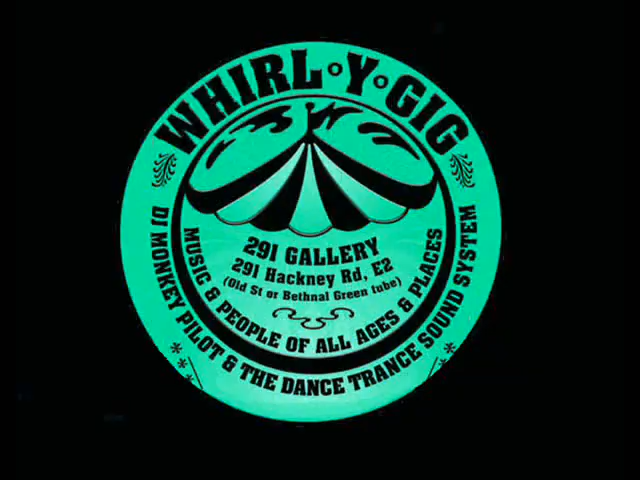 WHIRL·Y·GIG
291 GALLERY
291 Hackney Rd, E2
(Old St or Bethnal Green tube)
MUSIC & PEOPLE OF ALL AGES & PLACES
DJ MONKEY PILOT & THE DANCE TRANCE SOUND SYSTEM